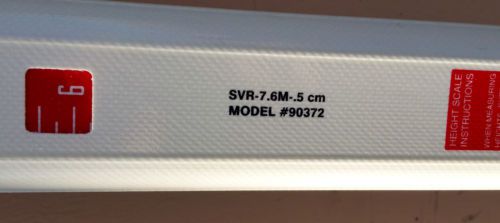 6
SVR-7.6M-.5 cm
MODEL #90372
HEIGHT SCALE
INSTRUCTIONS
WHEN MEASURING